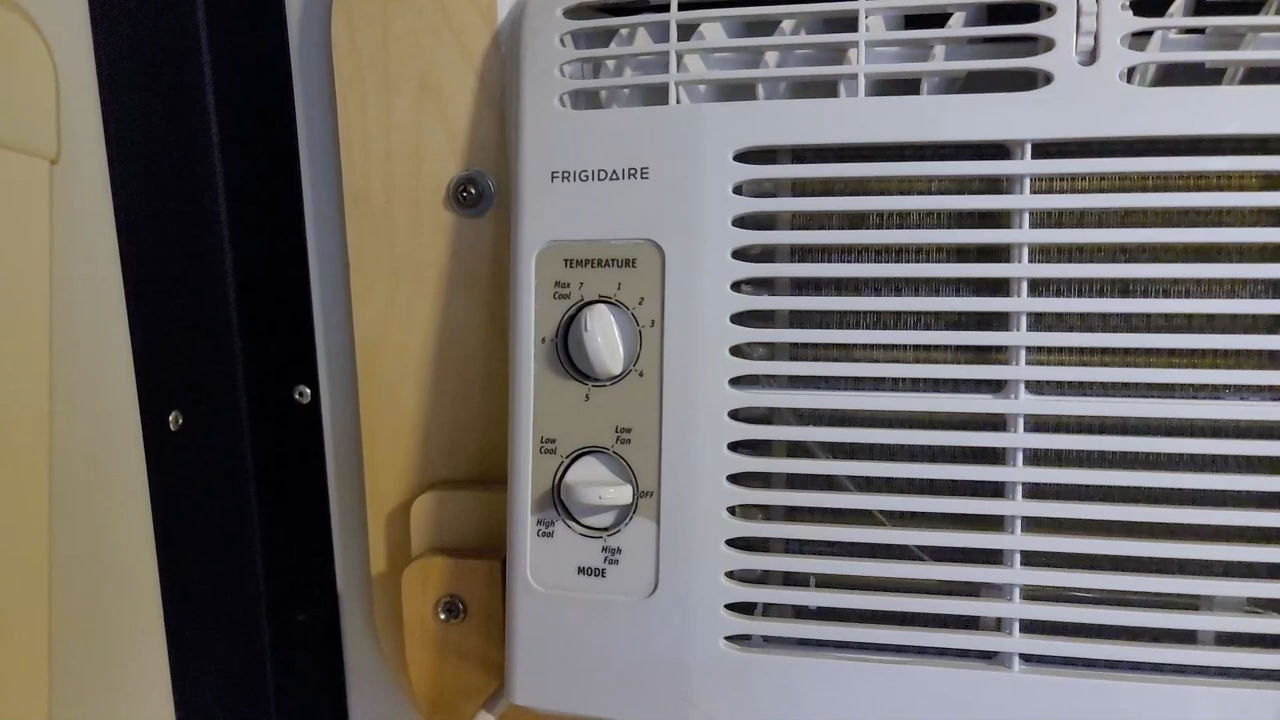 FRIGIDAIRE
TEMPERATURE
Max
Cool
7
1
2
3
4
5
6
Low
Cool
Low
Fan
OFF
High
Cool
High
Fan
MODE